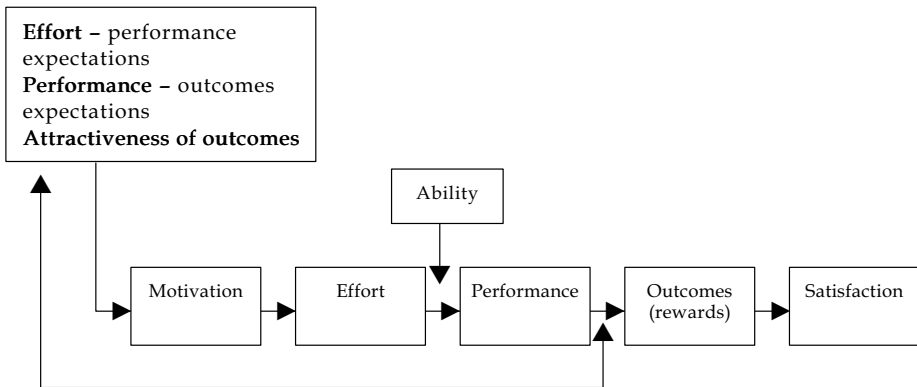 Effort – performance
expectations
Performance – outcomes
expectations
Attractiveness of outcomes
Ability
Motivation
Effort
Performance
Outcomes
(rewards)
Satisfaction